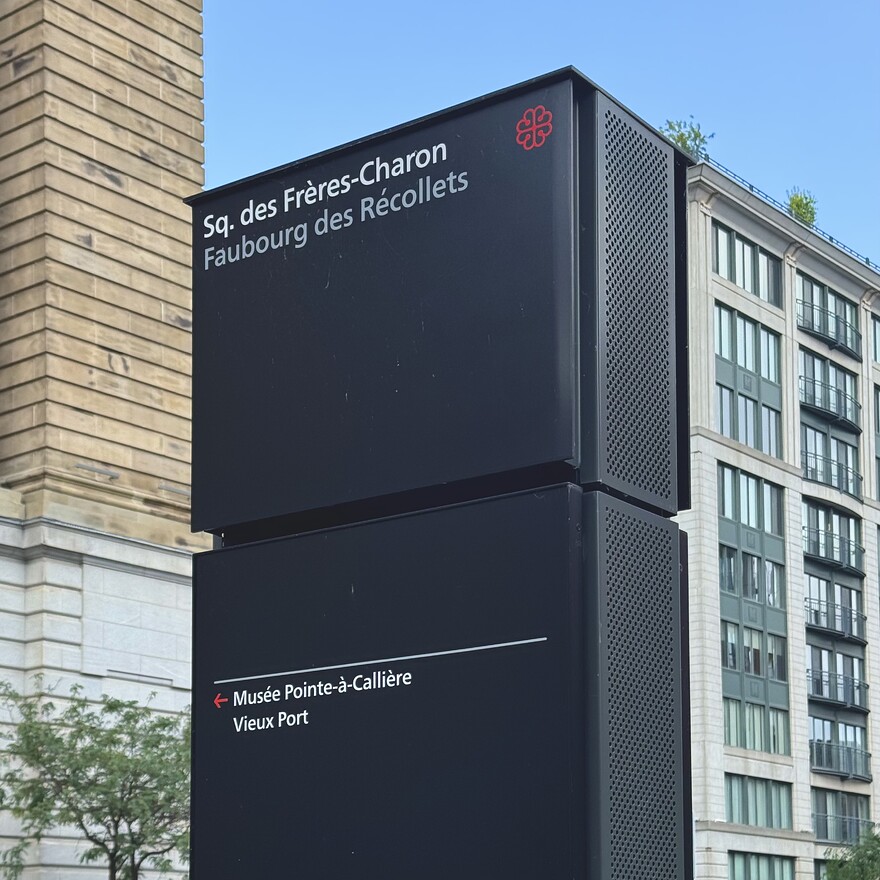 Sq. des Frères-Charon
Faubourg des Récollets
Musée Pointe-à-Callière
Vieux Port